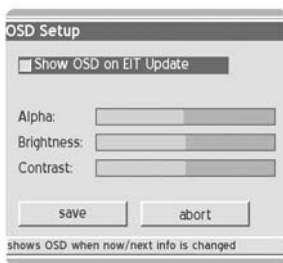 OSD Setup
Show OSD on EIT Update
Alpha:
Brightness:
Contrast:
save abort
shows OSD when now/next info is changed